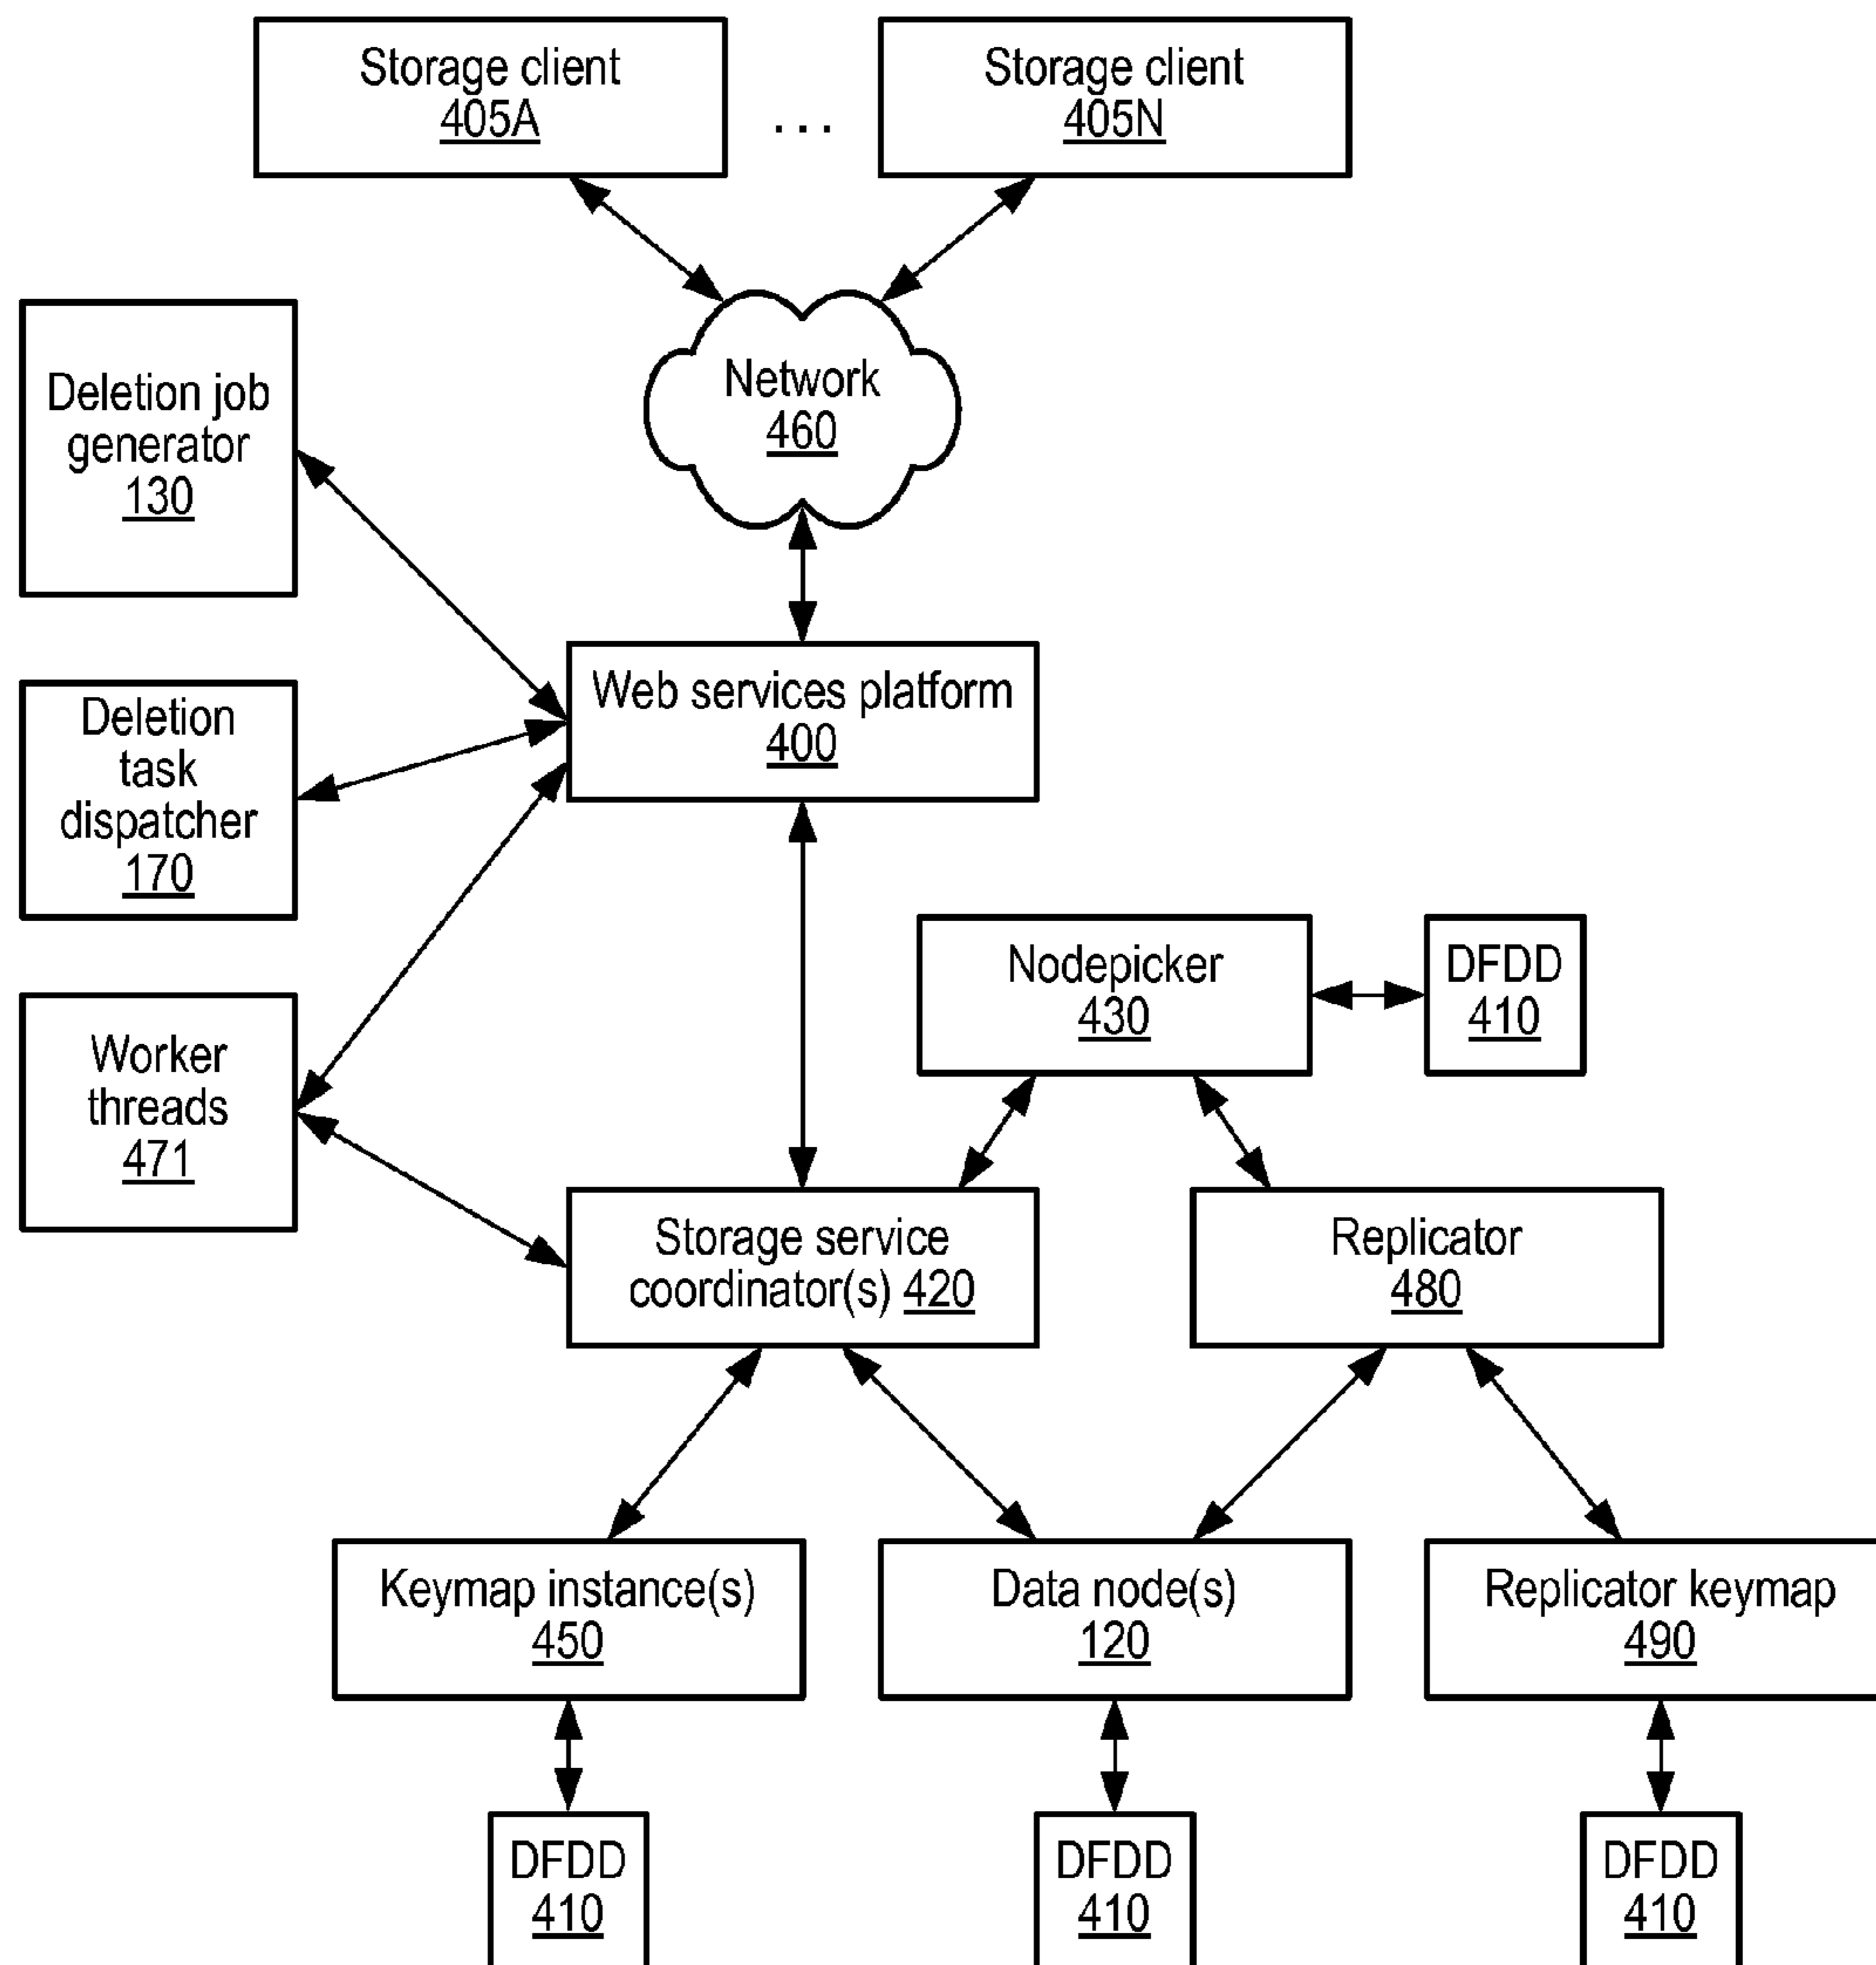 Storage client
405A
...
Storage client
405N
Network
460
Deletion job
generator
130
Web services platform
400
Deletion
task
dispatcher
170
Nodepicker
430
DFDD
410
Worker
threads
471
Storage service
coordinator(s) 420
Replicator
480
Keymap instance(s)
450
Data node(s)
120
Replicator keymap
490
DFDD
410
DFDD
410
DFDD
410